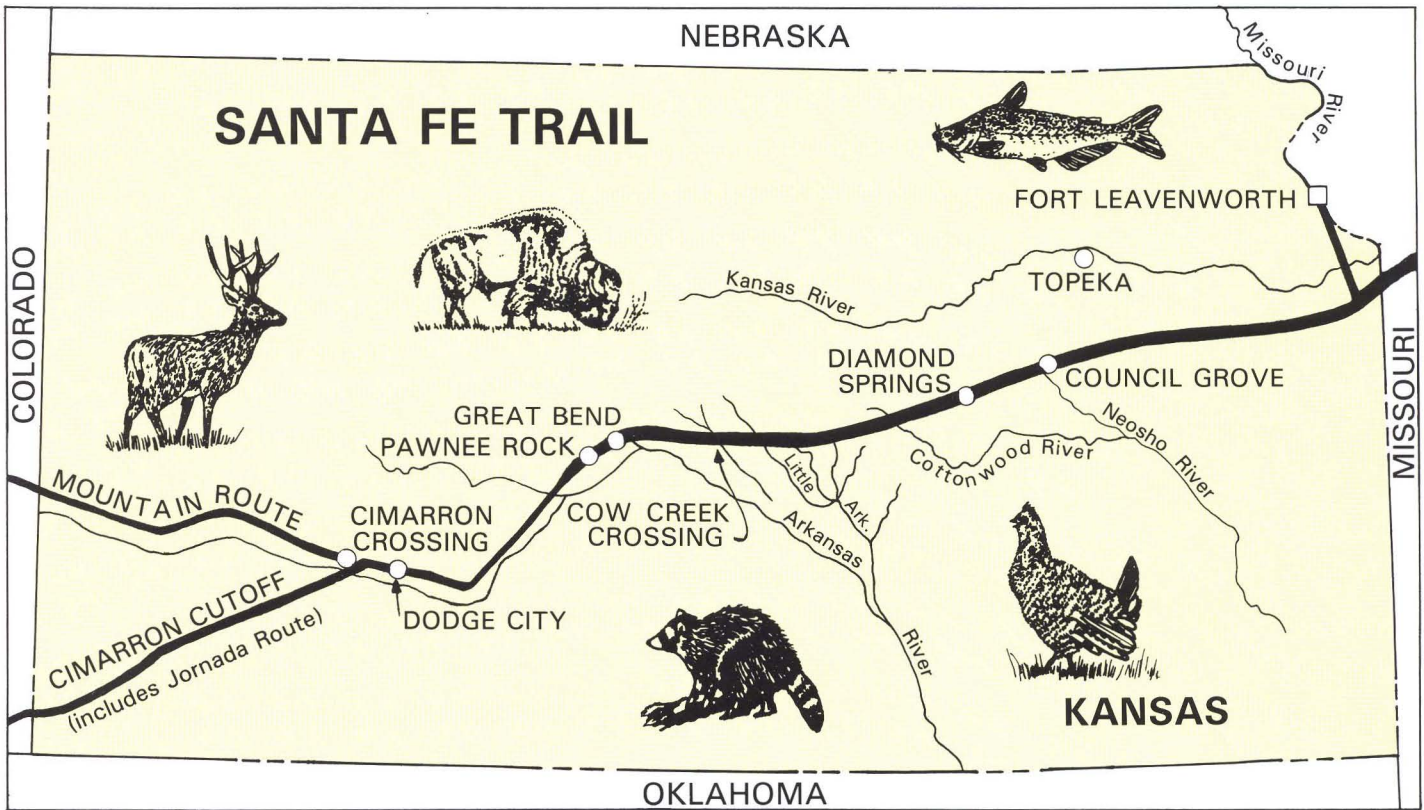 NEBRASKA
Missouri
River
SANTA FE TRAIL
FORT LEAVENWORTH
COLORADO
Kansas River
TOPEKA
MISSOURI
DIAMOND
SPRINGS
COUNCIL GROVE
GREAT BEND
PAWNEE ROCK
Neosho River
Cottonwood River
Little
Ark.
MOUNTAIN ROUTE
CIMARRON
CROSSING
COW CREEK
CROSSING
Arkansas
River
DODGE CITY
CIMARRON CUTOFF
(includes Jornada Route)
KANSAS
OKLAHOMA